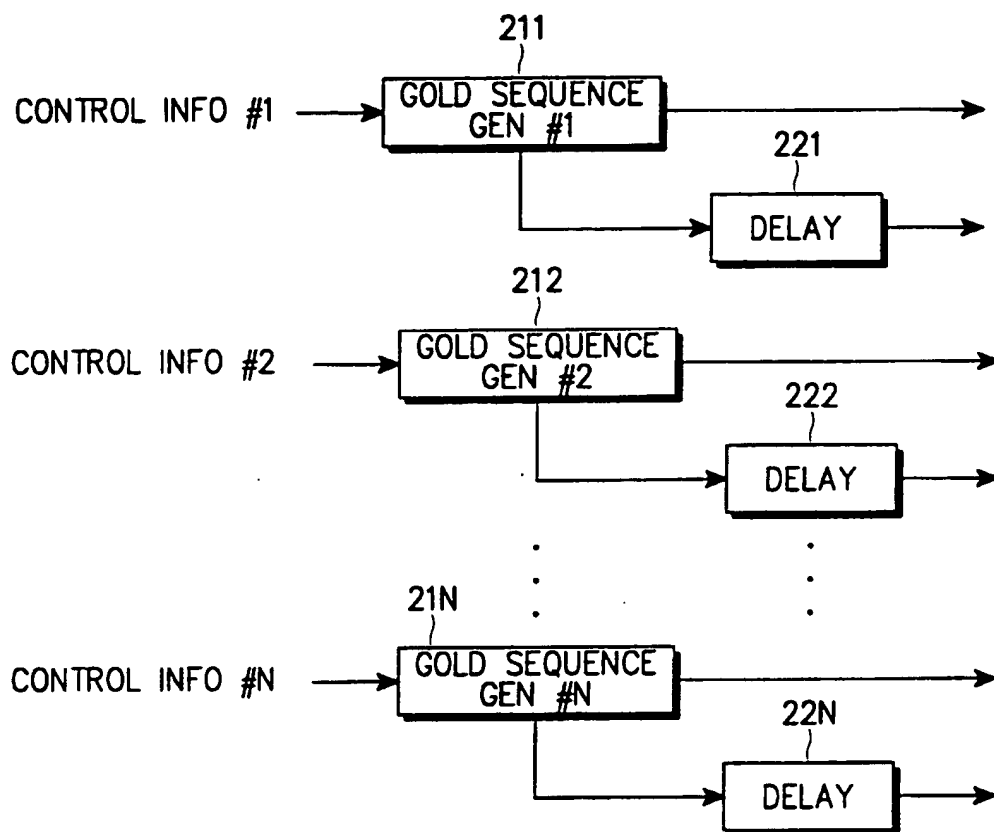 211
CONTROL INFO #1
GOLD SEQUENCE
GEN #1
221
DELAY
212
CONTROL INFO #2
GOLD SEQUENCE
GEN #2
222
DELAY
21N
CONTROL INFO #N
GOLD SEQUENCE
GEN #N
22N
DELAY